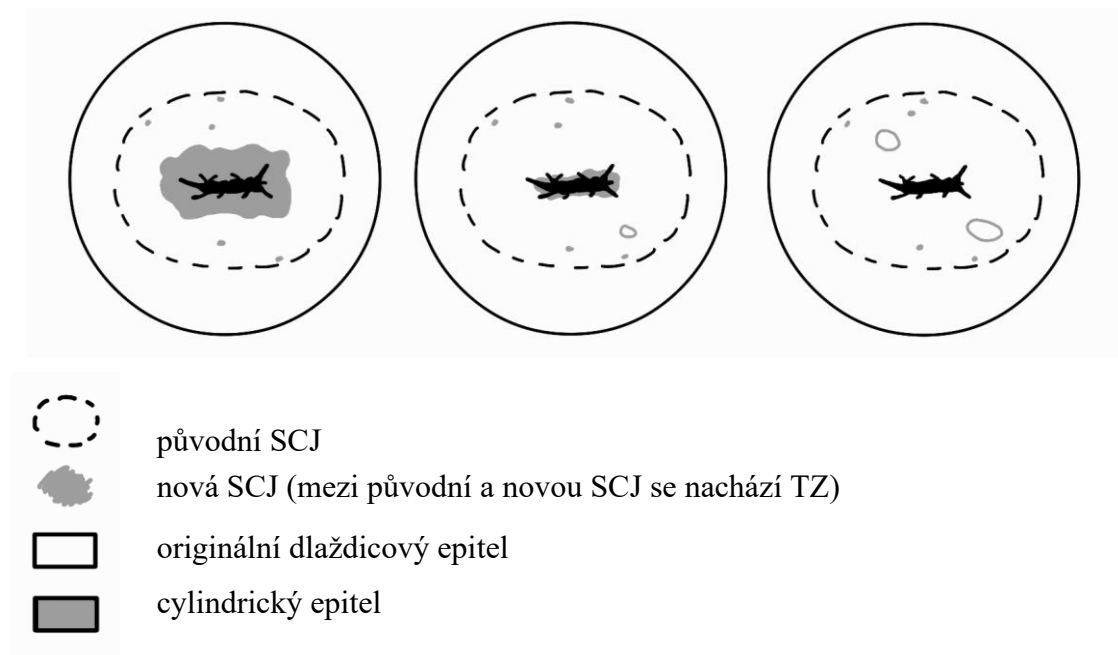 původní SCJ
nová SCJ (mezi původní a novou SCJ se nachází TZ)
originální dlaždicový epitel
cylindrický epitel